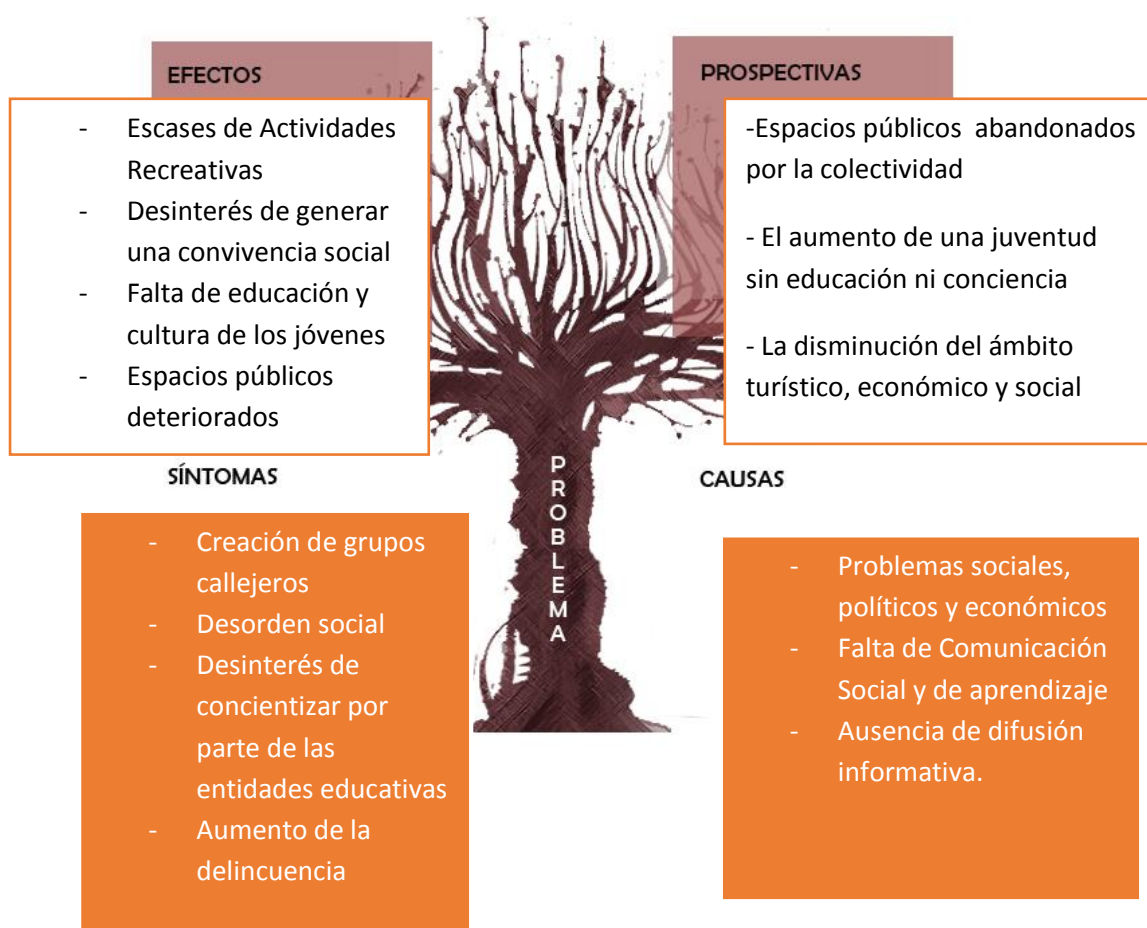 EFECTOS
- Escases de Actividades
Recreativas
- Desinterés de generar
una convivencia social
- Falta de educación y
cultura de los jóvenes
- Espacios públicos
deteriorados
PROSPECTIVAS
-Espacios públicos abandonados
por la colectividad
- El aumento de una juventud
sin educación ni conciencia
- La disminución del ámbito
turístico, económico y social
PROBLEMA
SÍNTOMAS
- Creación de grupos
callejeros
- Desorden social
- Desinterés de
concientizar por
parte de las
entidades educativas
- Aumento de la
delincuencia
CAUSAS
- Problemas sociales,
políticos y económicos
- Falta de Comunicación
Social y de aprendizaje
- Ausencia de difusión
informativa.